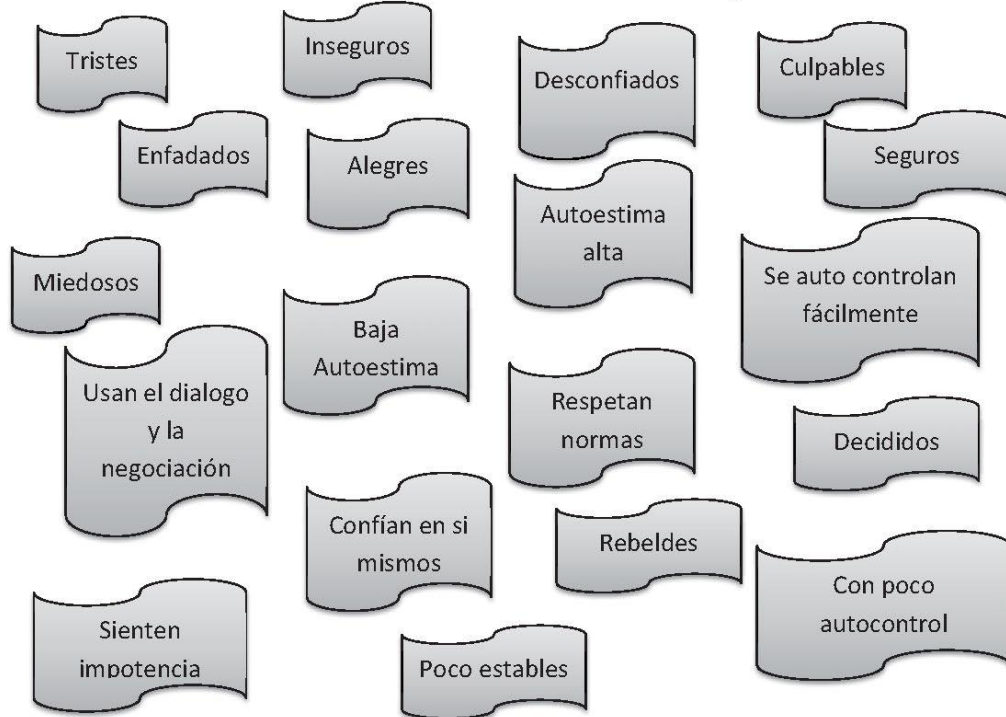 Tristes
Inseguros
Desconfiados
Culpables
Enfadados
Alegres
Seguros
Autoestima
alta
Miedosos
Se auto controlan
fácilmente
Baja
Autoestima
Usan el dialogo
y la
negociación
Respetan
normas
Decididos
Confían en si
mismos
Rebeldes
Con poco
autocontrol
Sienten
impotencia
Poco estables